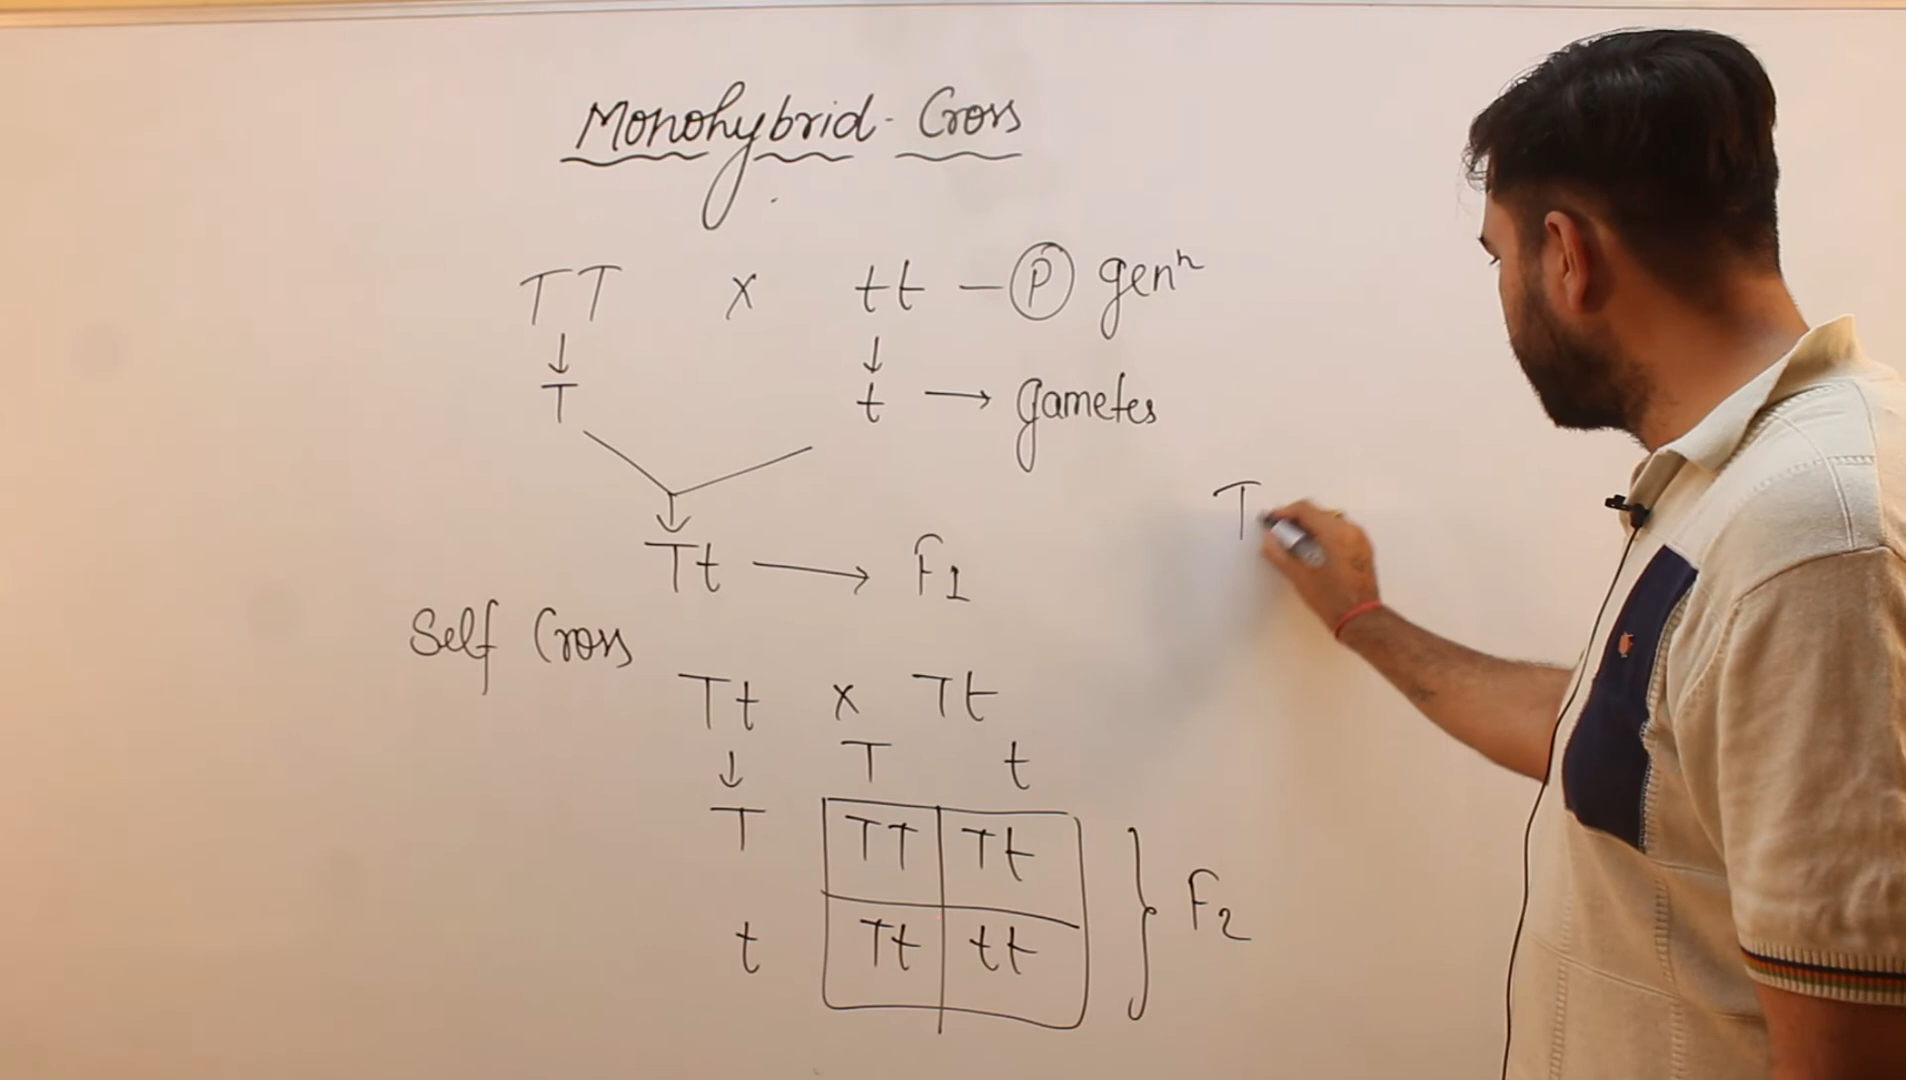 Monohybrid - Cross
TT x tt — P genⁿ
↓ ↓
T t → gametes
T
Tt → F1
Self Cross
Tt x Tt
↓ T t
T TT Tt
} F2
t Tt tt